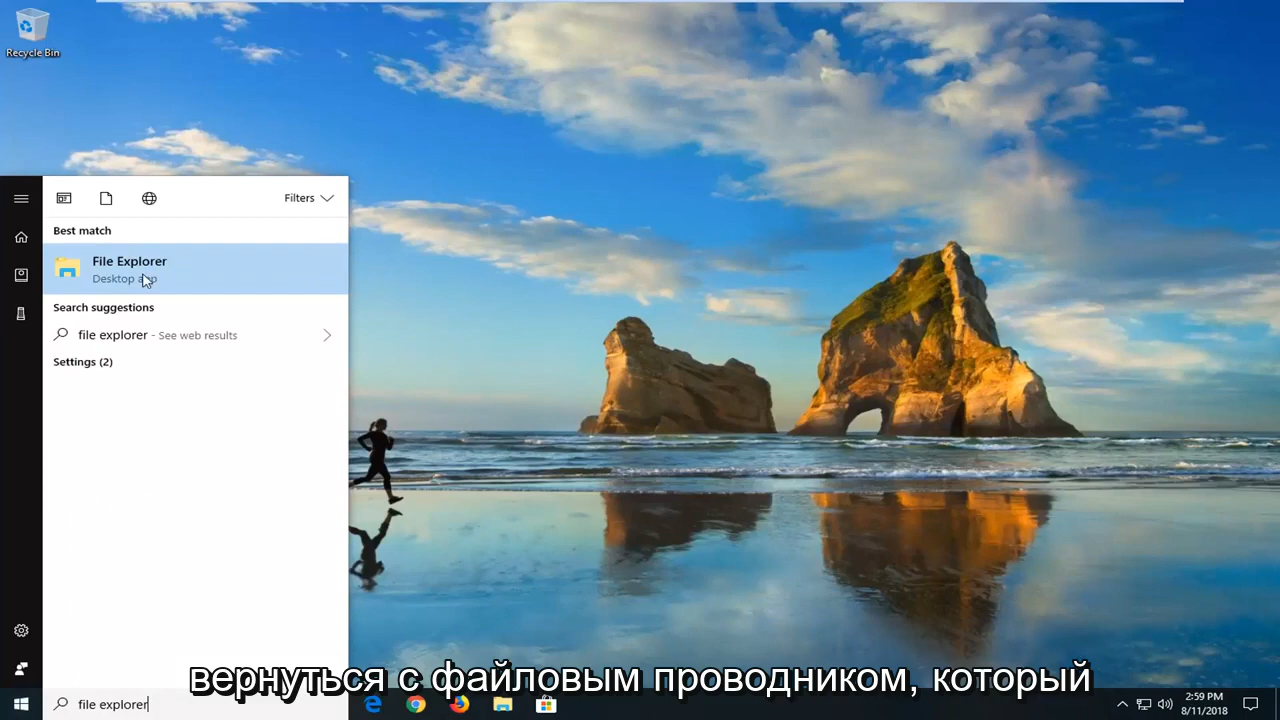 Recycle Bin
Filters
Best match
File Explorer
Desktop app
Search suggestions
file explorer - See web results
Settings (2)
вернуться с файловым проводником, который
file explorer
2:59 PM
8/11/2018